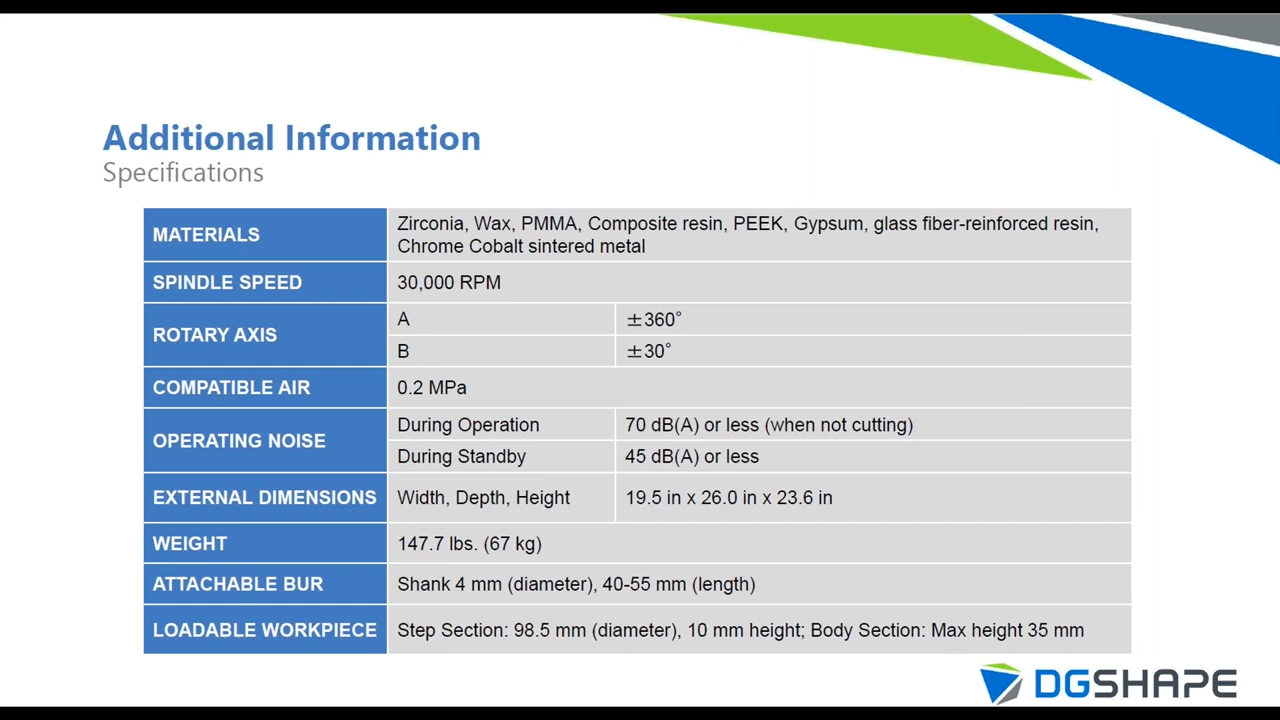 Additional Information
Specifications
MATERIALS
Zirconia, Wax, PMMA, Composite resin, PEEK, Gypsum, glass fiber-reinforced resin,
Chrome Cobalt sintered metal
SPINDLE SPEED
30,000 RPM
ROTARY AXIS
A
±360°
B
±30°
COMPATIBLE AIR
0.2 MPa
OPERATING NOISE
During Operation
70 dB(A) or less (when not cutting)
During Standby
45 dB(A) or less
EXTERNAL DIMENSIONS
Width, Depth, Height
19.5 in x 26.0 in x 23.6 in
WEIGHT
147.7 lbs. (67 kg)
ATTACHABLE BUR
Shank 4 mm (diameter), 40-55 mm (length)
LOADABLE WORKPIECE
Step Section: 98.5 mm (diameter), 10 mm height; Body Section: Max height 35 mm
DGSHAPE